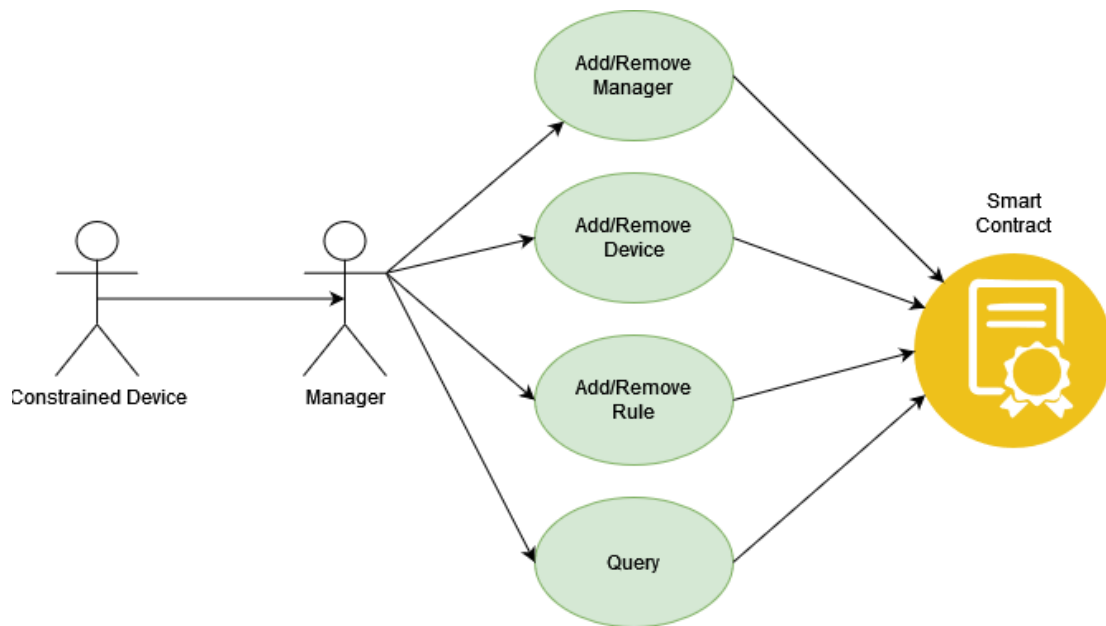 Add/Remove
Manager
Add/Remove
Device
Smart
Contract
Constrained Device
Manager
Add/Remove
Rule
Query